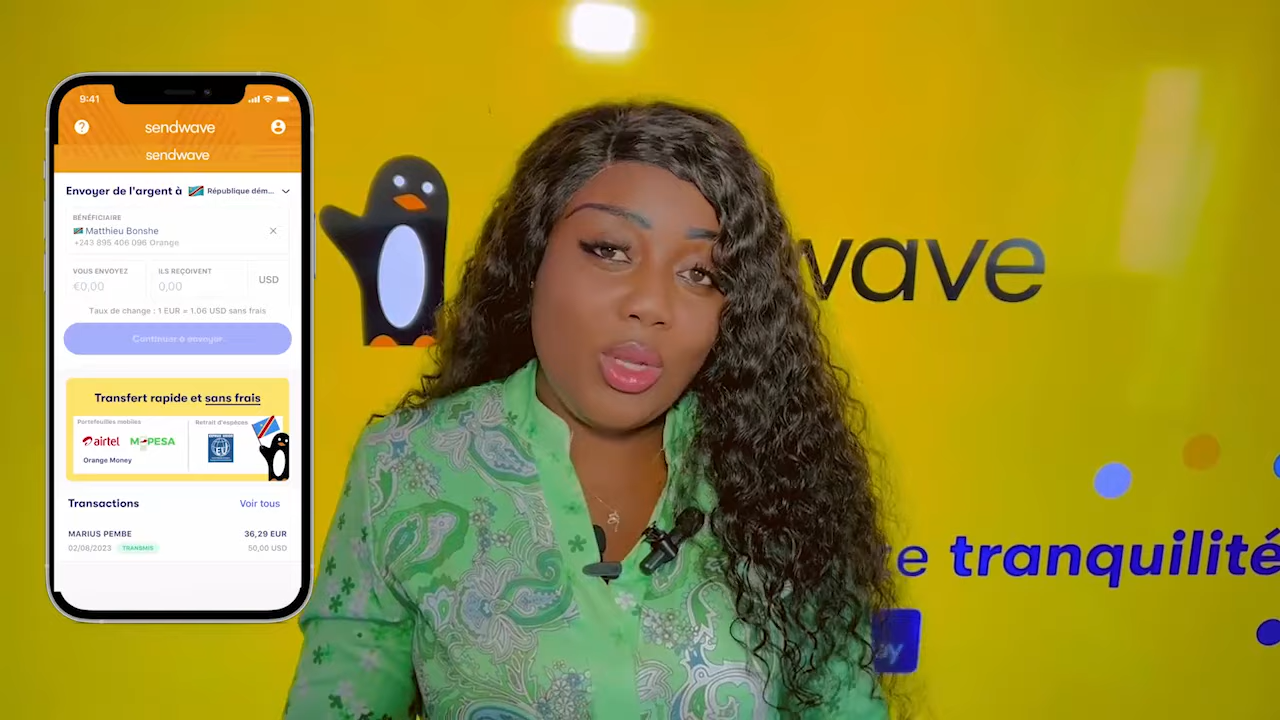 9:41
sendwave
sendwave
Envoyer de l'argent à République dém...
BÉNÉFICIAIRE
Matthieu Bonshe
+243 895 406 096 Orange
VOUS ENVOYEZ
ILS REÇOIVENT
€0,00
0,00
USD
Taux de change : 1 EUR = 1.06 USD sans frais
Continuer à envoyer
Transfert rapide et sans frais
Portefeuilles mobiles
Retrait d'espèces
airtel
M-PESA
Orange Money
Transactions
Voir tous
MARIUS PEMBE
36,29 EUR
02/08/2023
TRANSMIS
50,00 USD
wave
e tranquilité
ay